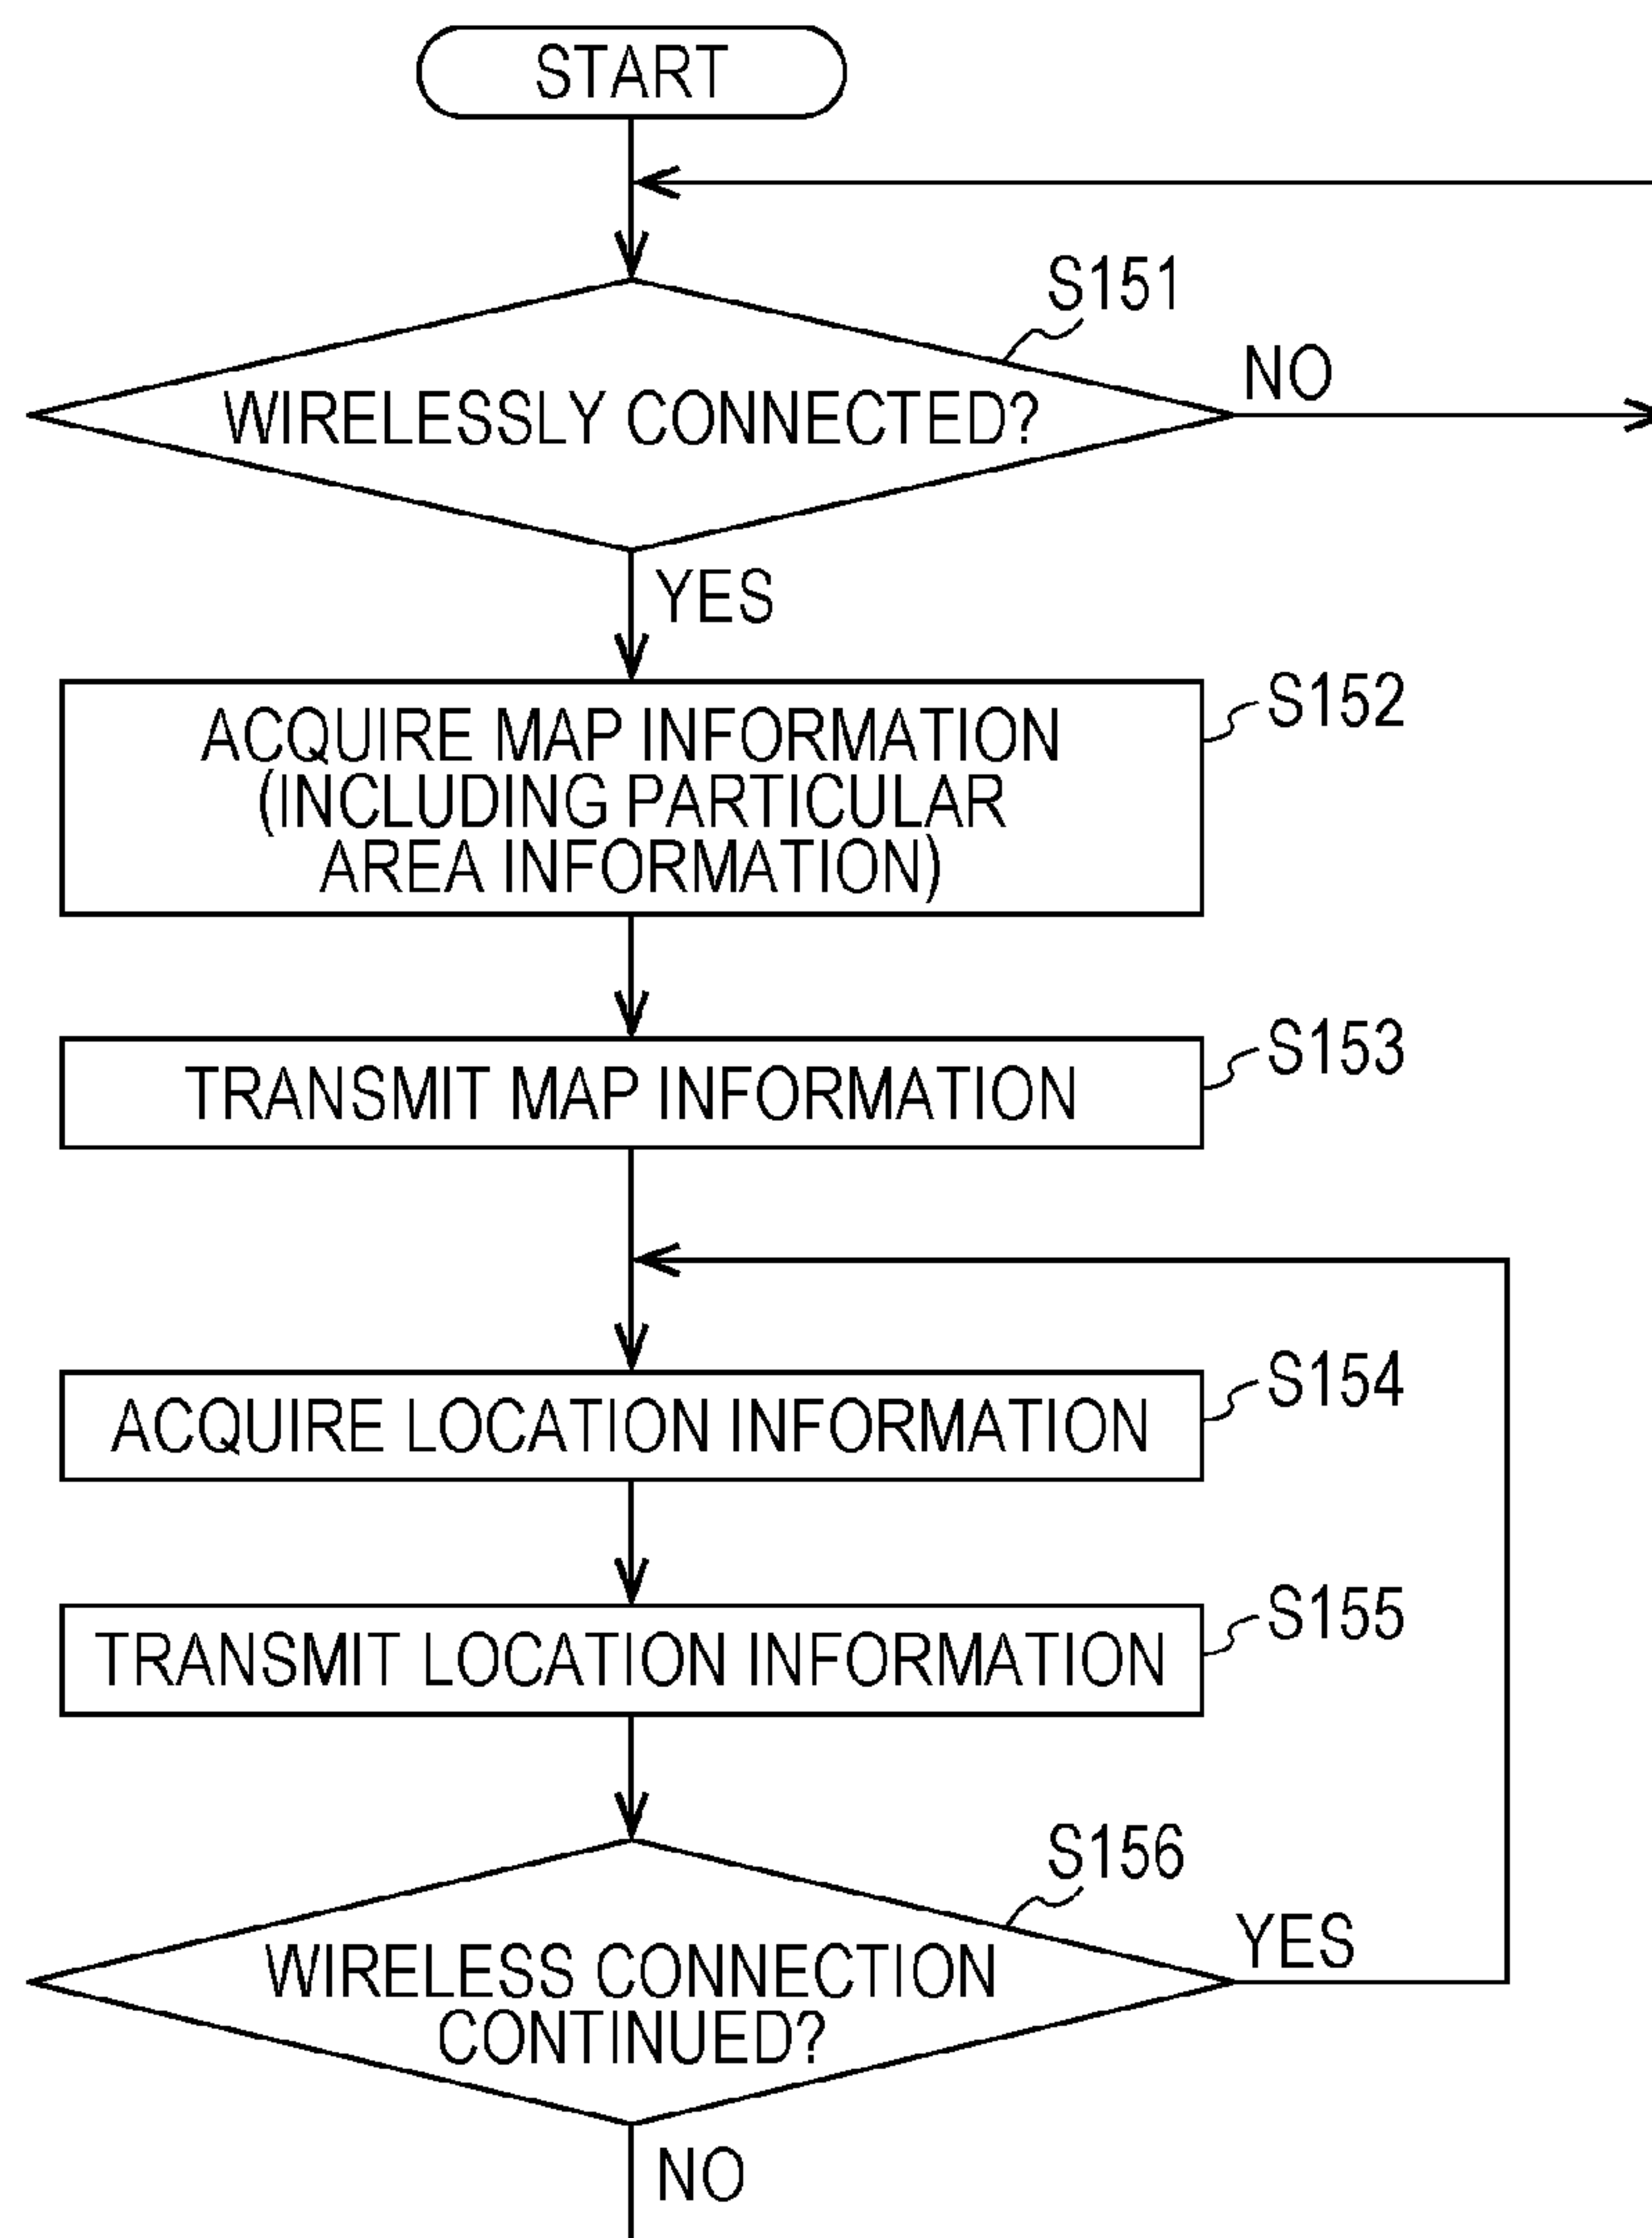 START
S151
WIRELESSLY CONNECTED?
NO
YES
S152
ACQUIRE MAP INFORMATION
(INCLUDING PARTICULAR
AREA INFORMATION)
S153
TRANSMIT MAP INFORMATION
S154
ACQUIRE LOCATION INFORMATION
S155
TRANSMIT LOCATION INFORMATION
S156
WIRELESS CONNECTION
CONTINUED?
YES
NO